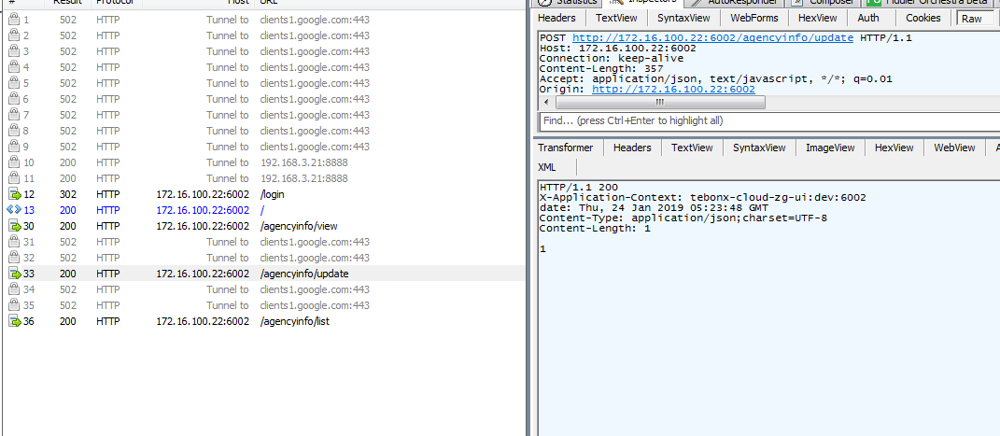 # Result Protocol Host URL
1 502 HTTP Tunnel to clients1.google.com:443
2 502 HTTP Tunnel to clients1.google.com:443
3 502 HTTP Tunnel to clients1.google.com:443
4 502 HTTP Tunnel to clients1.google.com:443
5 502 HTTP Tunnel to clients1.google.com:443
6 502 HTTP Tunnel to clients1.google.com:443
7 502 HTTP Tunnel to clients1.google.com:443
8 502 HTTP Tunnel to clients1.google.com:443
9 502 HTTP Tunnel to clients1.google.com:443
10 200 HTTP Tunnel to 192.168.3.21:8888
11 200 HTTP Tunnel to 192.168.3.21:8888
12 302 HTTP 172.16.100.22:6002 /login
13 200 HTTP 172.16.100.22:6002 /
30 200 HTTP 172.16.100.22:6002 /agencyinfo/view
31 502 HTTP Tunnel to clients1.google.com:443
32 502 HTTP Tunnel to clients1.google.com:443
33 200 HTTP 172.16.100.22:6002 /agencyinfo/update
34 502 HTTP Tunnel to clients1.google.com:443
35 502 HTTP Tunnel to clients1.google.com:443
36 200 HTTP 172.16.100.22:6002 /agencyinfo/list
Statistics Inspectors AutoResponder Composer Fiddler Orchestra Beta
Headers TextView SyntaxView WebForms HexView Auth Cookies Raw
POST http://172.16.100.22:6002/agencyinfo/update HTTP/1.1
Host: 172.16.100.22:6002
Connection: keep-alive
Content-Length: 357
Accept: application/json, text/javascript, */*; q=0.01
Origin: http://172.16.100.22:6002
Find... (press Ctrl+Enter to highlight all)
Transformer Headers TextView SyntaxView ImageView HexView WebView A
XML
HTTP/1.1 200
X-Application-Context: tebonx-cloud-zg-ui:dev:6002
date: Thu, 24 Jan 2019 05:23:48 GMT
Content-Type: application/json;charset=UTF-8
Content-Length: 1
1